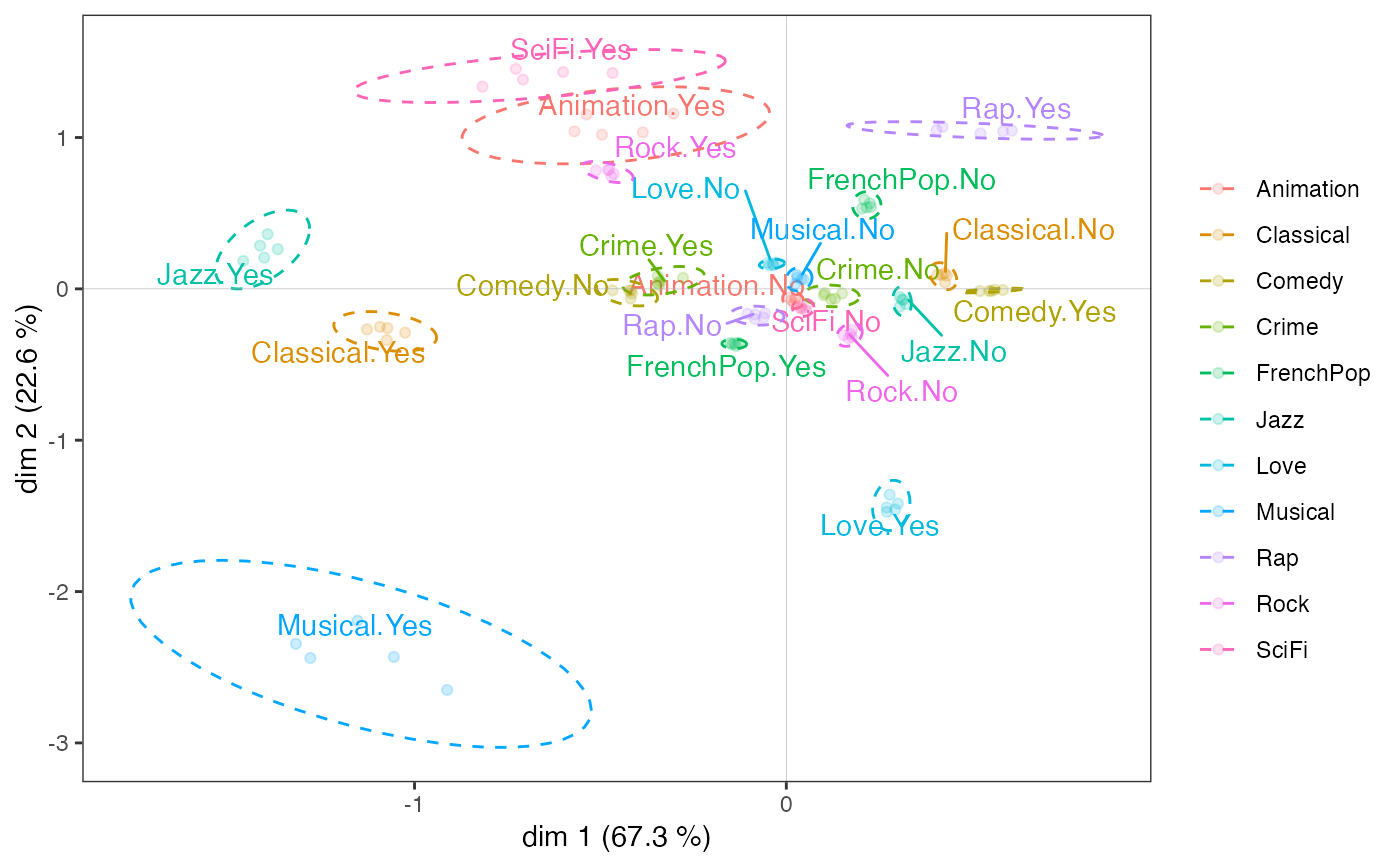 SciFi.Yes
Animation.Yes
Rap.Yes
Rock.Yes
Love.No
FrenchPop.No
Musical.No
Classical.No
Crime.Yes
Jazz.Yes
Comedy.No
Animation.No
Crime.No
Comedy.Yes
Rap.No
SciFi.No
Classical.Yes
FrenchPop.Yes
Jazz.No
Rock.No
Love.Yes
Musical.Yes
1
0
-1
-2
-3
-1
0
dim 1 (67.3 %)
dim 2 (22.6 %)
Animation
Classical
Comedy
Crime
FrenchPop
Jazz
Love
Musical
Rap
Rock
SciFi